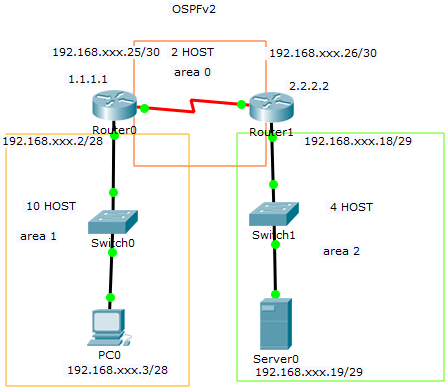 OSPFv2
192.168.xxx.25/30
2 HOST
192.168.xxx.26/30
area 0
1.1.1.1
2.2.2.2
Router0
Router1
192.168.xxx.2/28
192.168.xxx.18/29
10 HOST
4 HOST
area 1
Switch0
Switch1
area 2
PC0
Server0
192.168.xxx.3/28
192.168.xxx.19/29